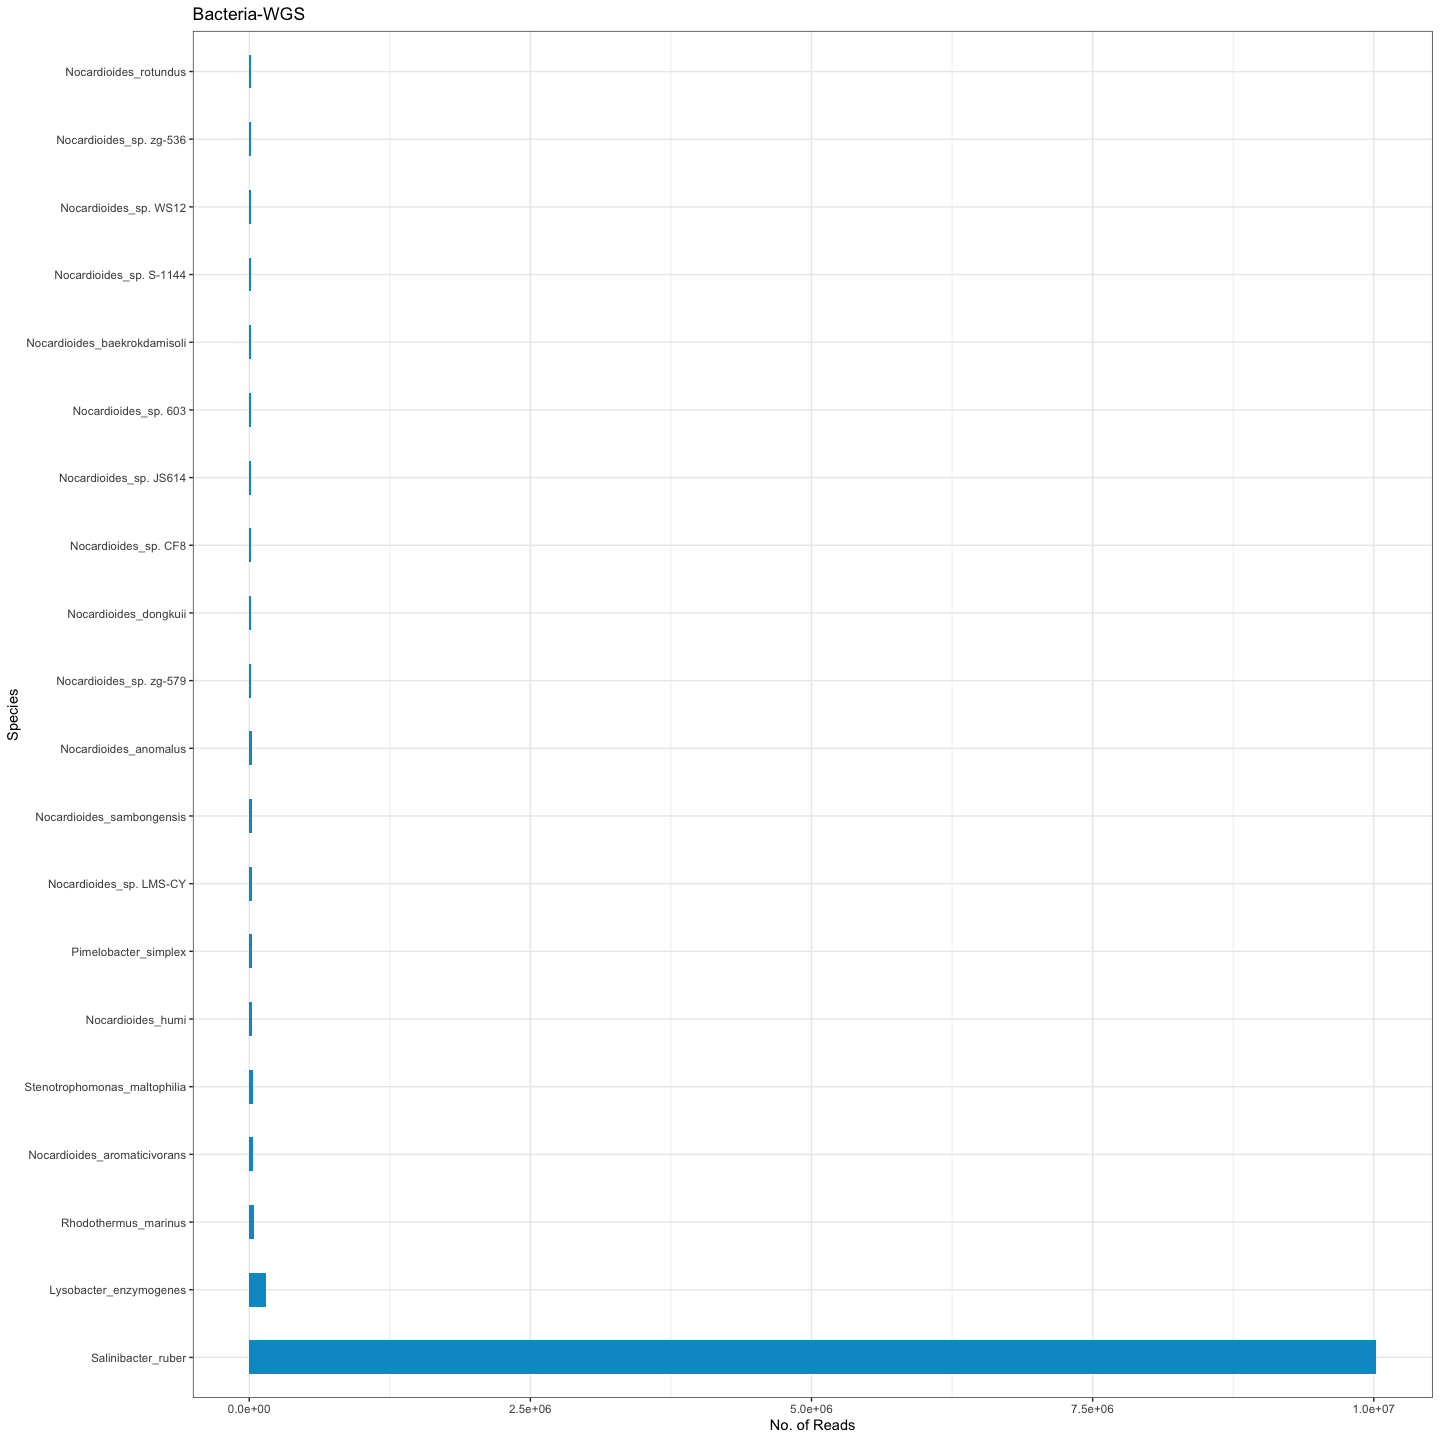 Bacteria-WGS
Nocardioides_rotundus
Nocardioides_sp. zg-536
Nocardioides_sp. WS12
Nocardioides_sp. S-1144
Nocardioides_baekrokdamisoli
Nocardioides_sp. 603
Nocardioides_sp. JS614
Nocardioides_sp. CF8
Nocardioides_dongkuii
Nocardioides_sp. zg-579
Species
Nocardioides_anomalus
Nocardioides_sambongensis
Nocardioides_sp. LMS-CY
Pimelobacter_simplex
Nocardioides_humi
Stenotrophomonas_maltophilia
Nocardioides_aromaticivorans
Rhodothermus_marinus
Lysobacter_enzymogenes
Salinibacter_ruber
0.0e+00 2.5e+06 5.0e+06 7.5e+06 1.0e+07
No. of Reads